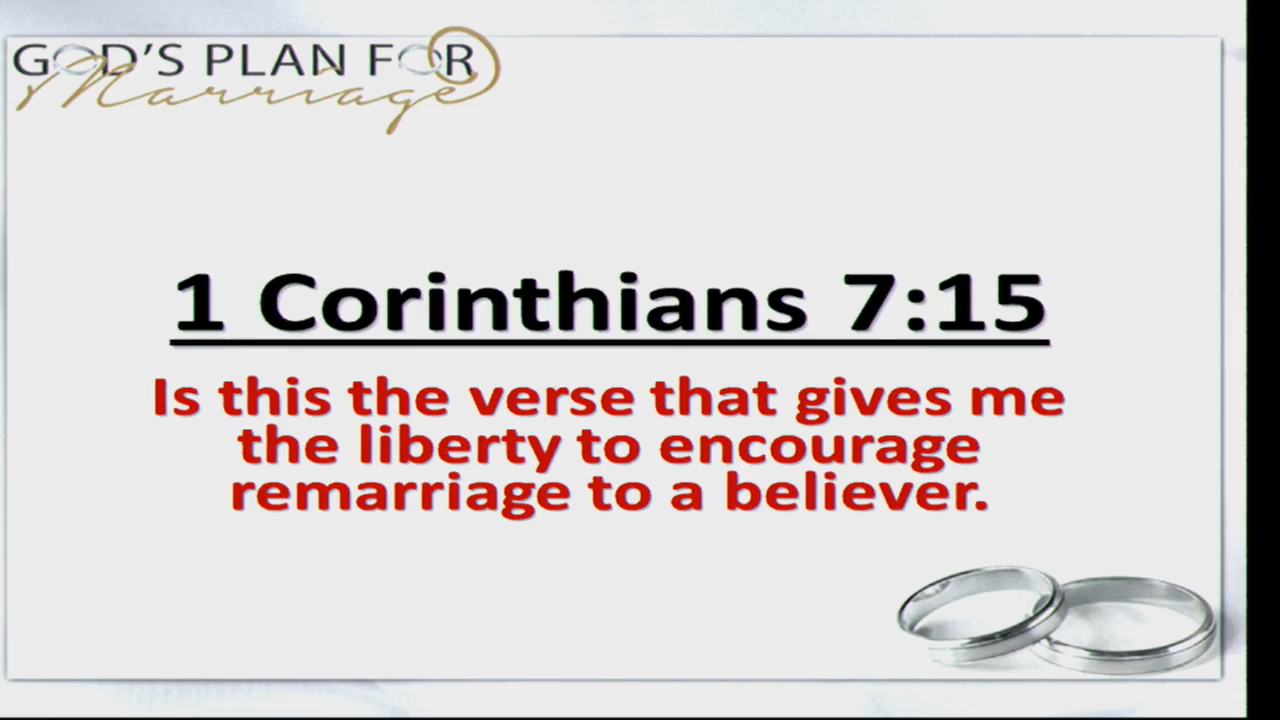 GOD'S PLAN FOR
Marriage
1 Corinthians 7:15
Is this the verse that gives me
the liberty to encourage
remarriage to a believer.